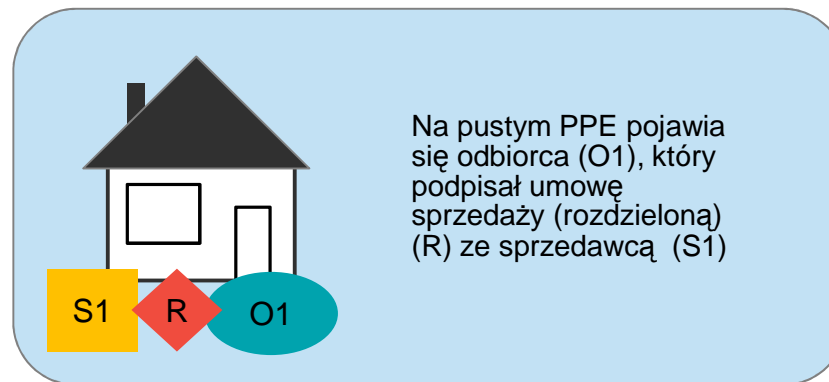 Na pustym PPE pojawia
się odbiorca (O1), który
podpisał umowę
sprzedaży (rozdzieloną)
(R) ze sprzedawcą (S1)
S1
R
O1